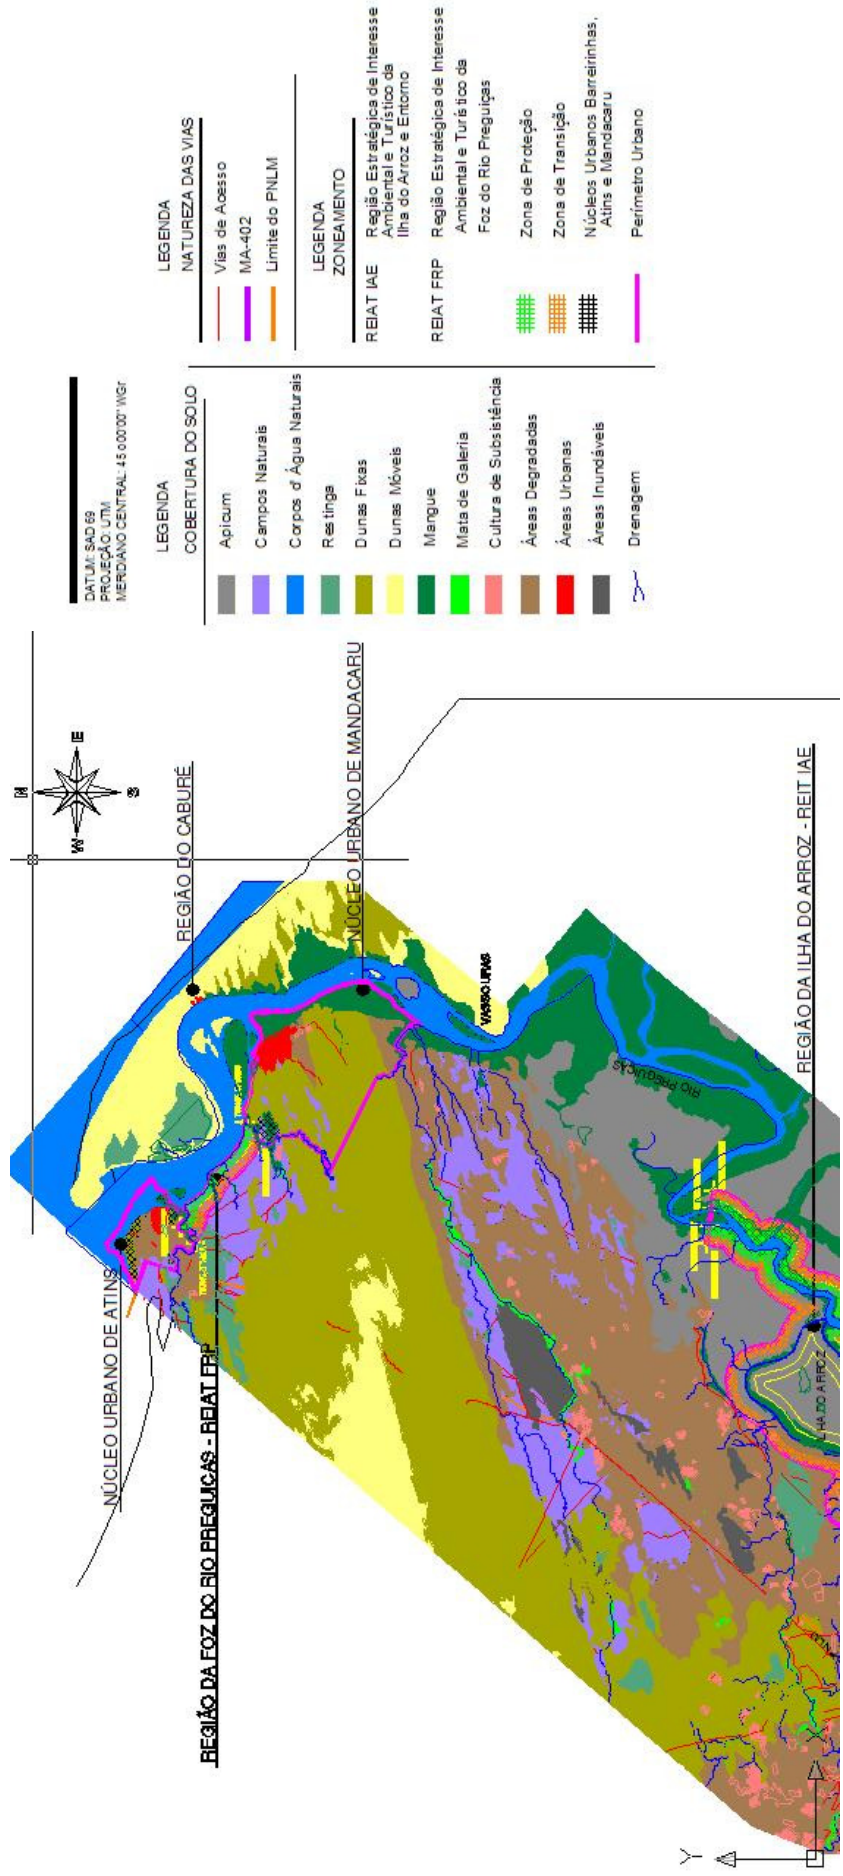 DATUM: SAD 69
PROJEÇÃO: UTM
MERIDIANO CENTRAL: 45 o00'00" WGr
LEGENDA
COBERTURA DO SOLO
Apicum
Campos Naturais
Corpos d' Água Naturais
Restinga
Dunas Fixas
Dunas Móveis
Mangue
Mata de Galeria
Cultura de Subsistência
Áreas Degradadas
Áreas Urbanas
Áreas Inundáveis
Drenagem
LEGENDA
NATUREZA DAS VIAS
Vias de Acesso
MA-402
Limite do PNLM
LEGENDA
ZONEAMENTO
REIAT IAE Região Estratégica de Interesse
Ambiental e Turístico da
Ilha do Arroz e Entorno
REIAT FRP Região Estratégica de Interesse
Ambiental e Turístico da
Foz do Rio Preguiças
Zona de Proteção
Zona de Transição
Núcleos Urbanos Barreirinhas,
Atins e Mandacaru
Perímetro Urbano
N
E
S
W
REGIÃO DO CABURÉ
NÚCLEO URBANO DE MANDACARU
NÚCLEO URBANO DE ATINS
REGIÃO DA FOZ DO RIO PREGUIÇAS - REIAT FRP
VASSOURAS
RIO PREGUIÇAS
REGIÃO DA ILHA DO ARROZ - REIT IAE
ILHA DO ARROZ
Y
X